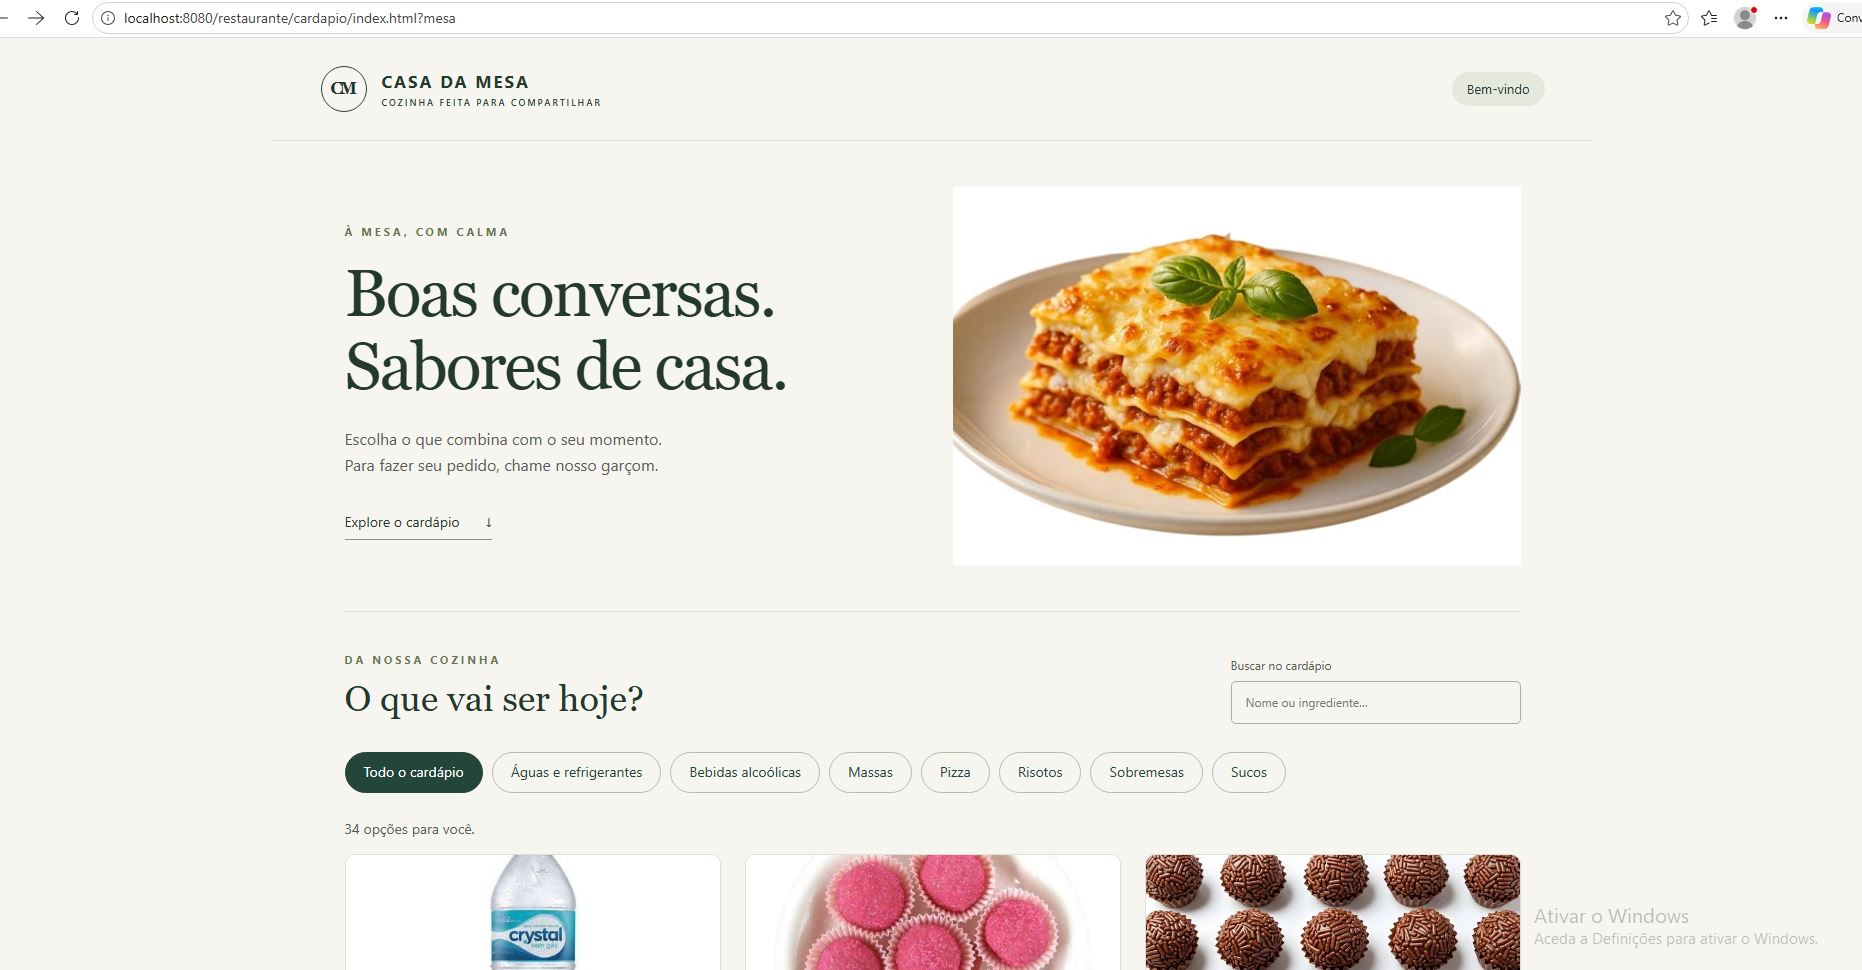 localhost:8080/restaurante/cardapio/index.html?mesa
Conv
CM
CASA DA MESA
COZINHA FEITA PARA COMPARTILHAR
Bem-vindo
À MESA, COM CALMA
Boas conversas.
Sabores de casa.
Escolha o que combina com o seu momento.
Para fazer seu pedido, chame nosso garçom.
Explore o cardápio ↓
DA NOSSA COZINHA
O que vai ser hoje?
Buscar no cardápio
Nome ou ingrediente...
Todo o cardápio
Águas e refrigerantes
Bebidas alcoólicas
Massas
Pizza
Risotos
Sobremesas
Sucos
34 opções para você.
crystal
sem gás
Ativar o Windows
Aceda a Definições para ativar o Windows.